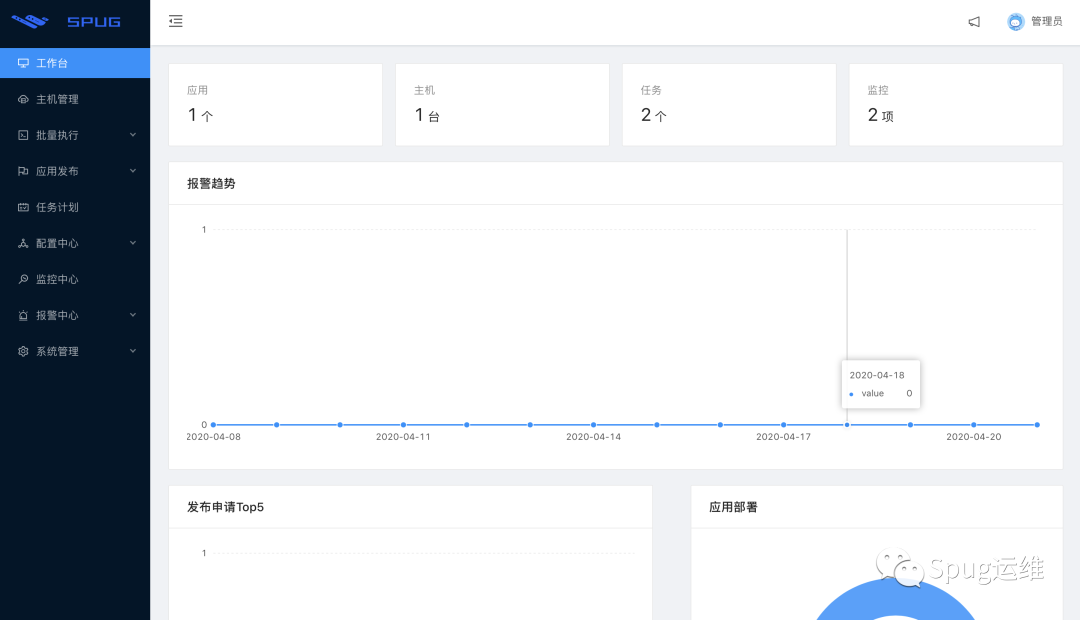 SPUG
管理员
工作台
主机管理
批量执行
应用发布
任务计划
配置中心
监控中心
报警中心
系统管理
应用
1 个
主机
1 台
任务
2 个
监控
2 项
报警趋势
1
0
2020-04-18
value 0
2020-04-08 2020-04-11 2020-04-14 2020-04-17 2020-04-20
发布申请Top5
1
应用部署
Spug运维